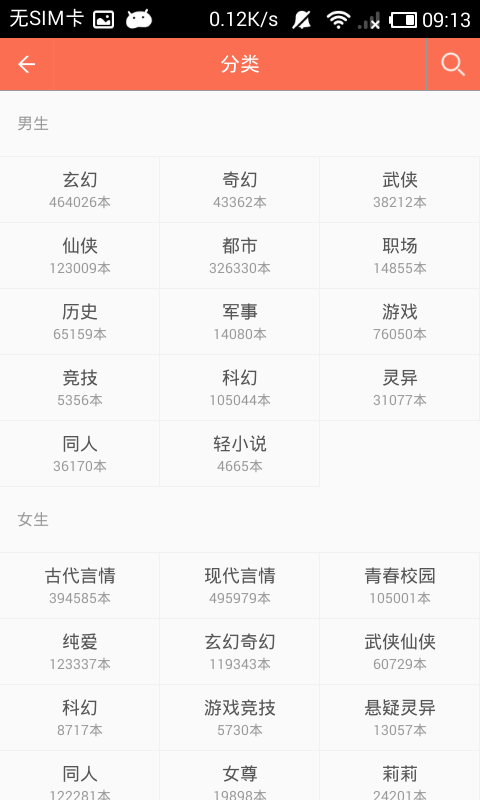 无SIM卡 0.12K/s 09:13
分类
男生
玄幻 奇幻 武侠
464026本 43362本 38212本
仙侠 都市 职场
123009本 326330本 14855本
历史 军事 游戏
65159本 14080本 76050本
竞技 科幻 灵异
5356本 105044本 31077本
同人 轻小说
36170本 4665本
女生
古代言情 现代言情 青春校园
394585本 495979本 105001本
纯爱 玄幻奇幻 武侠仙侠
123337本 119343本 60729本
科幻 游戏竞技 悬疑灵异
8717本 5730本 13057本
同人 女尊 莉莉
122281本 19898本 24201本